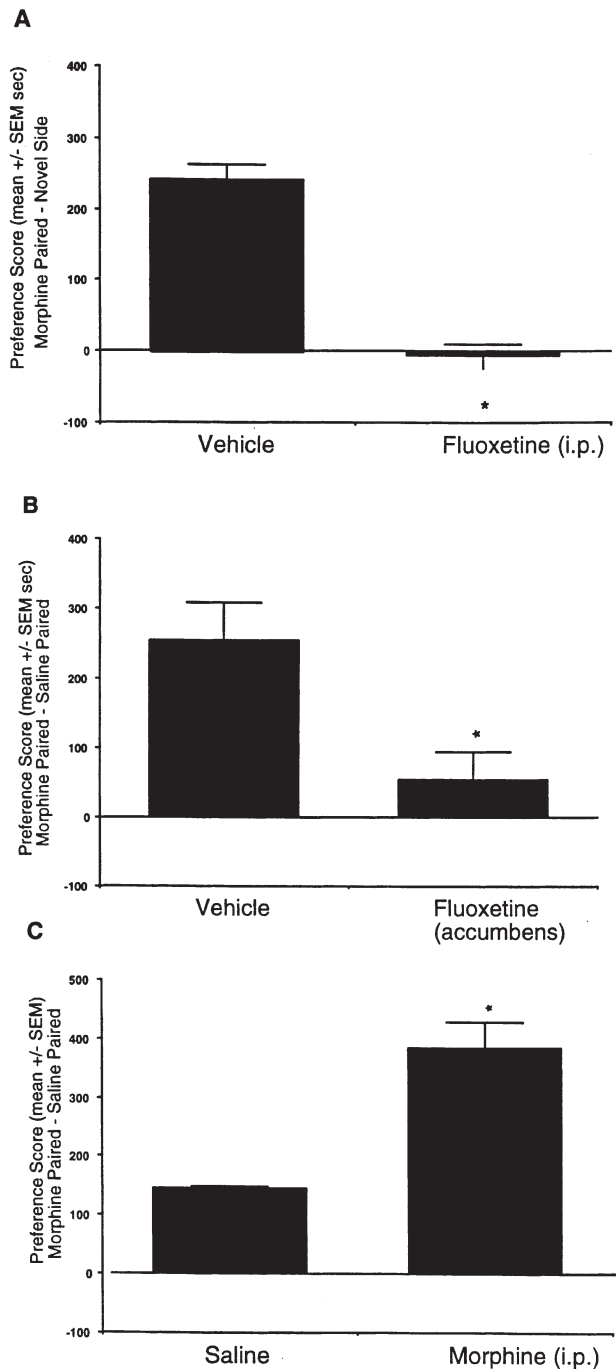 A
Preference Score (mean +/- SEM sec)
Morphine Paired - Novel Side
400
300
200
100
0
-100
*
Vehicle
Fluoxetine (i.p.)
B
Preference Score (mean +/- SEM sec)
Morphine Paired - Saline Paired
400
300
200
100
0
-100
*
Vehicle
Fluoxetine
(accumbens)
C
Preference Score (mean +/- SEM)
Morphine Paired - Saline Paired
500
400
300
200
100
0
-100
*
Saline
Morphine (i.p.)